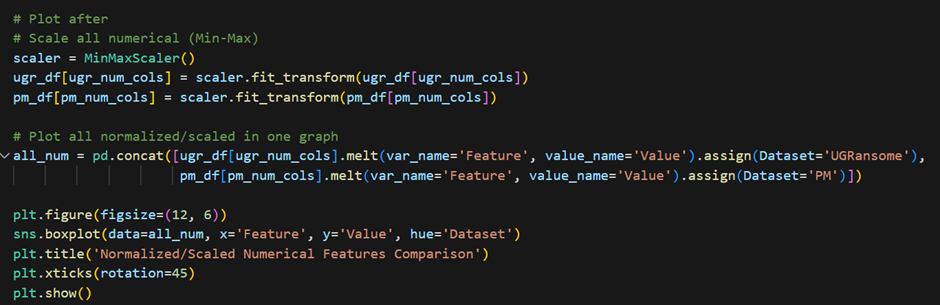 # Plot after
# Scale all numerical (Min-Max)
scaler = MinMaxScaler()
ugr_df[ugr_num_cols] = scaler.fit_transform(ugr_df[ugr_num_cols])
pm_df[pm_num_cols] = scaler.fit_transform(pm_df[pm_num_cols])

# Plot all normalized/scaled in one graph
all_num = pd.concat([ugr_df[ugr_num_cols].melt(var_name='Feature', value_name='Value').assign(Dataset='UGRansome'),
                     pm_df[pm_num_cols].melt(var_name='Feature', value_name='Value').assign(Dataset='PM')])

plt.figure(figsize=(12, 6))
sns.boxplot(data=all_num, x='Feature', y='Value', hue='Dataset')
plt.title('Normalized/Scaled Numerical Features Comparison')
plt.xticks(rotation=45)
plt.show()